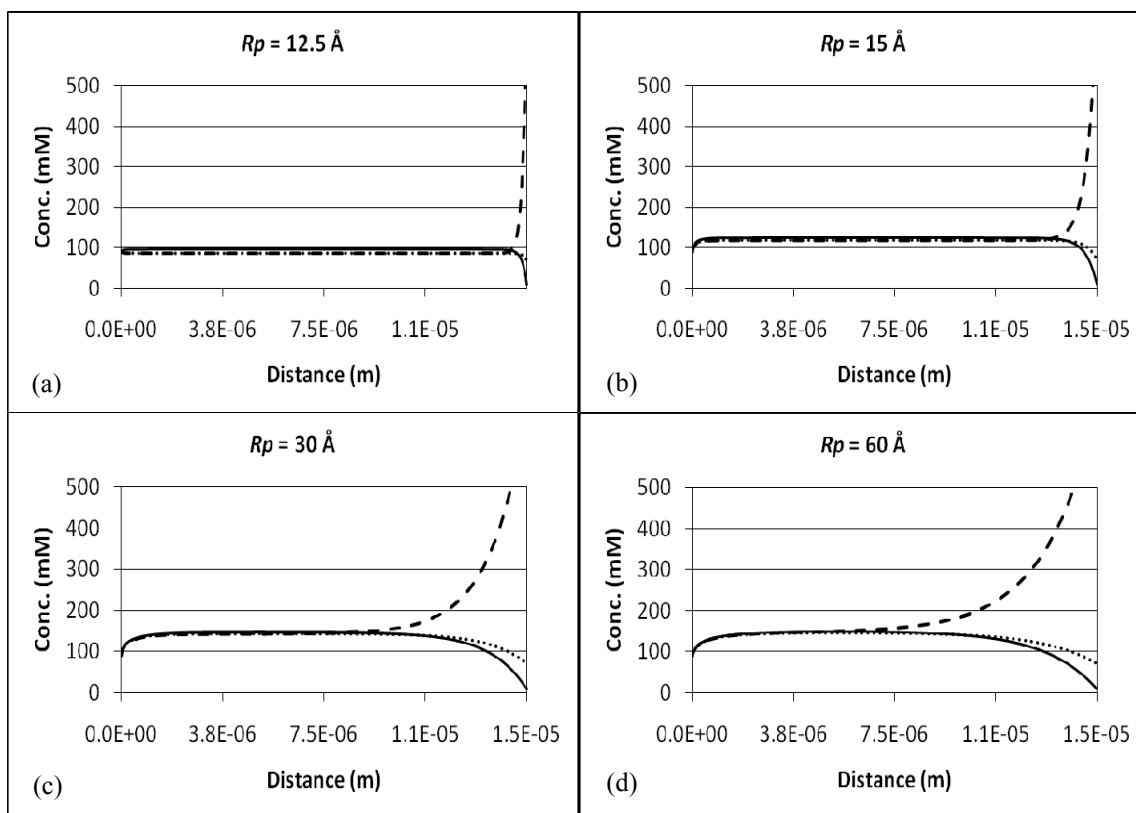 Rp = 12.5 Å
500
400
300
200
100
0
Conc. (mM)
0.0E+00 3.8E-06 7.5E-06 1.1E-05
Distance (m)
(a)
Rp = 15 Å
500
400
300
200
100
0
Conc. (mM)
0.0E+00 3.8E-06 7.5E-06 1.1E-05 1.5E-05
Distance (m)
(b)
Rp = 30 Å
500
400
300
200
100
0
Conc. (mM)
0.0E+00 3.8E-06 7.5E-06 1.1E-05 1.5E-05
Distance (m)
(c)
Rp = 60 Å
500
400
300
200
100
0
Conc. (mM)
0.0E+00 3.8E-06 7.5E-06 1.1E-05 1.5E-05
Distance (m)
(d)